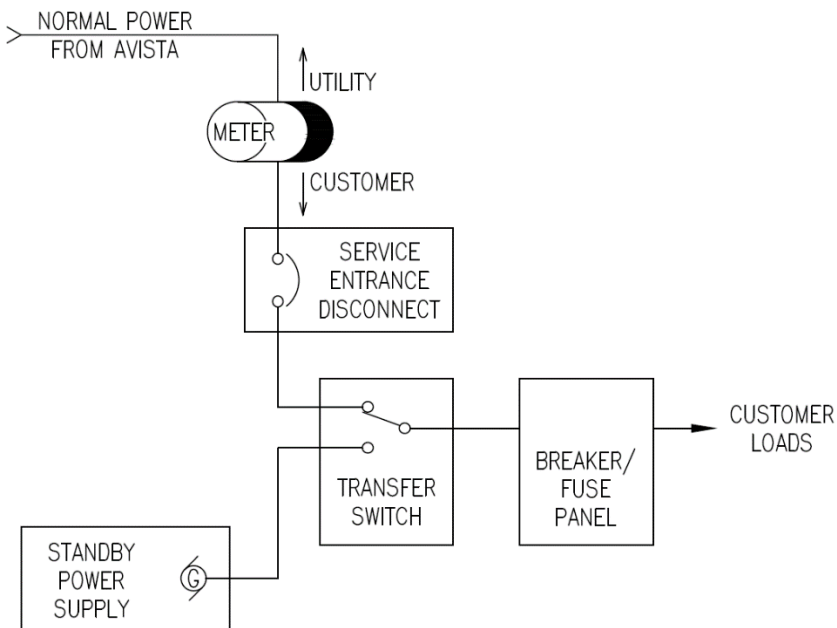 NORMAL POWER
FROM AVISTA
UTILITY
METER
CUSTOMER
SERVICE
ENTRANCE
DISCONNECT
TRANSFER
SWITCH
BREAKER/
FUSE
PANEL
CUSTOMER
LOADS
STANDBY
POWER
SUPPLY
G